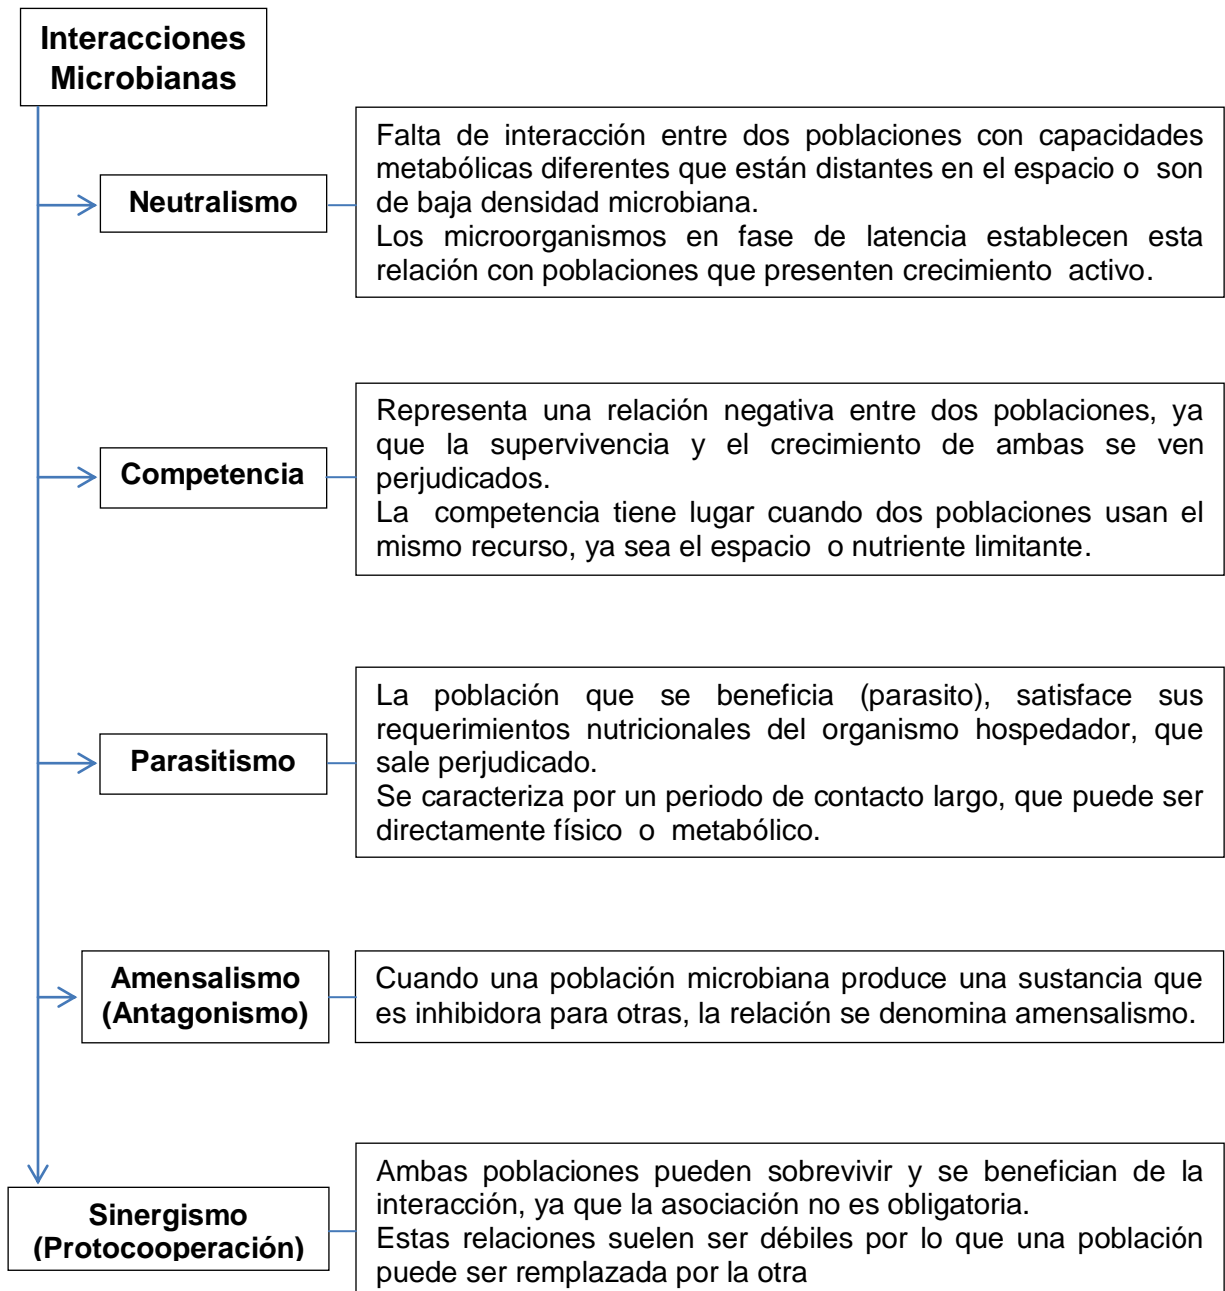 Interacciones
Microbianas
Neutralismo
Falta de interacción entre dos poblaciones con capacidades
metabólicas diferentes que están distantes en el espacio o son
de baja densidad microbiana.
Los microorganismos en fase de latencia establecen esta
relación con poblaciones que presenten crecimiento activo.
Competencia
Representa una relación negativa entre dos poblaciones, ya
que la supervivencia y el crecimiento de ambas se ven
perjudicados.
La competencia tiene lugar cuando dos poblaciones usan el
mismo recurso, ya sea el espacio o nutriente limitante.
Parasitismo
La población que se beneficia (parasito), satisface sus
requerimientos nutricionales del organismo hospedador, que
sale perjudicado.
Se caracteriza por un periodo de contacto largo, que puede ser
directamente físico o metabólico.
Amensalismo
(Antagonismo)
Cuando una población microbiana produce una sustancia que
es inhibidora para otras, la relación se denomina amensalismo.
Sinergismo
(Protocooperación)
Ambas poblaciones pueden sobrevivir y se benefician de la
interacción, ya que la asociación no es obligatoria.
Estas relaciones suelen ser débiles por lo que una población
puede ser remplazada por la otra